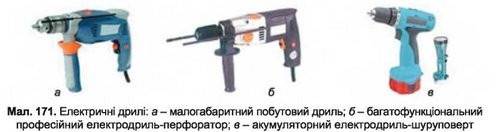 а
б
в
Мал. 171. Електричні дрилі: а – малогабаритний побутовий дриль; б – багатофункціональний
професійний електродриль-перфоратор; в – акумуляторний електродриль-шуруповерт